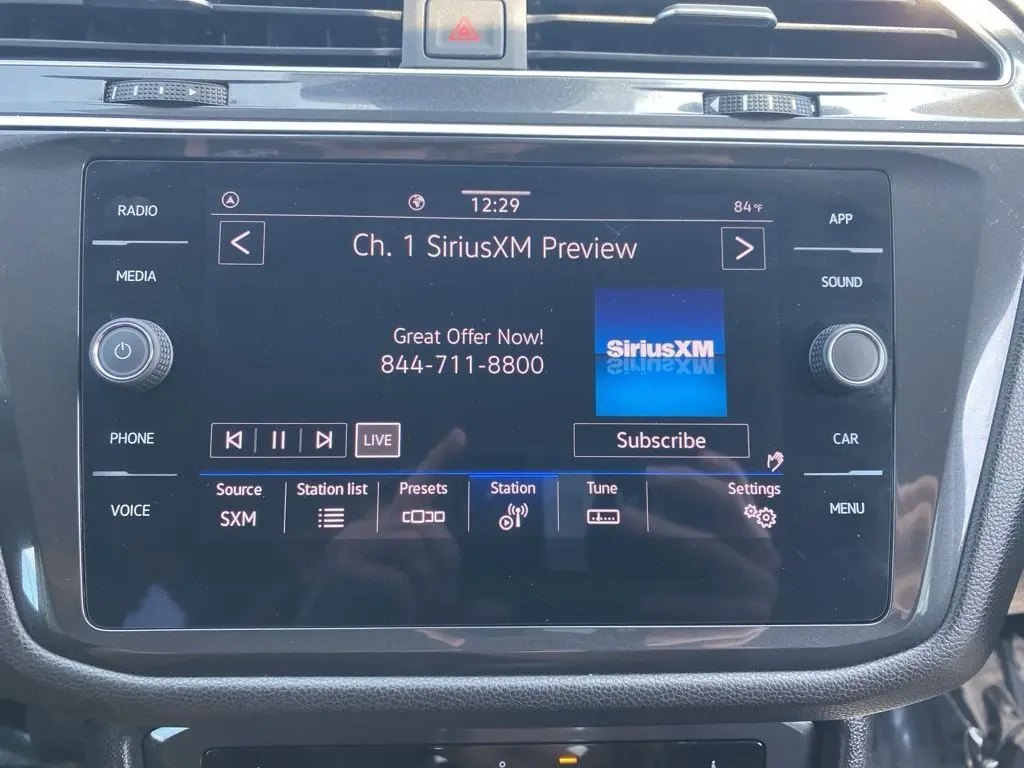 RADIO
MEDIA
PHONE
VOICE
12:29
84°F
Ch. 1 SiriusXM Preview
Great Offer Now!
844-711-8800
SiriusXM
LIVE
Subscribe
Source
SXM
Station list
Presets
Station
Tune
Settings
APP
SOUND
CAR
MENU